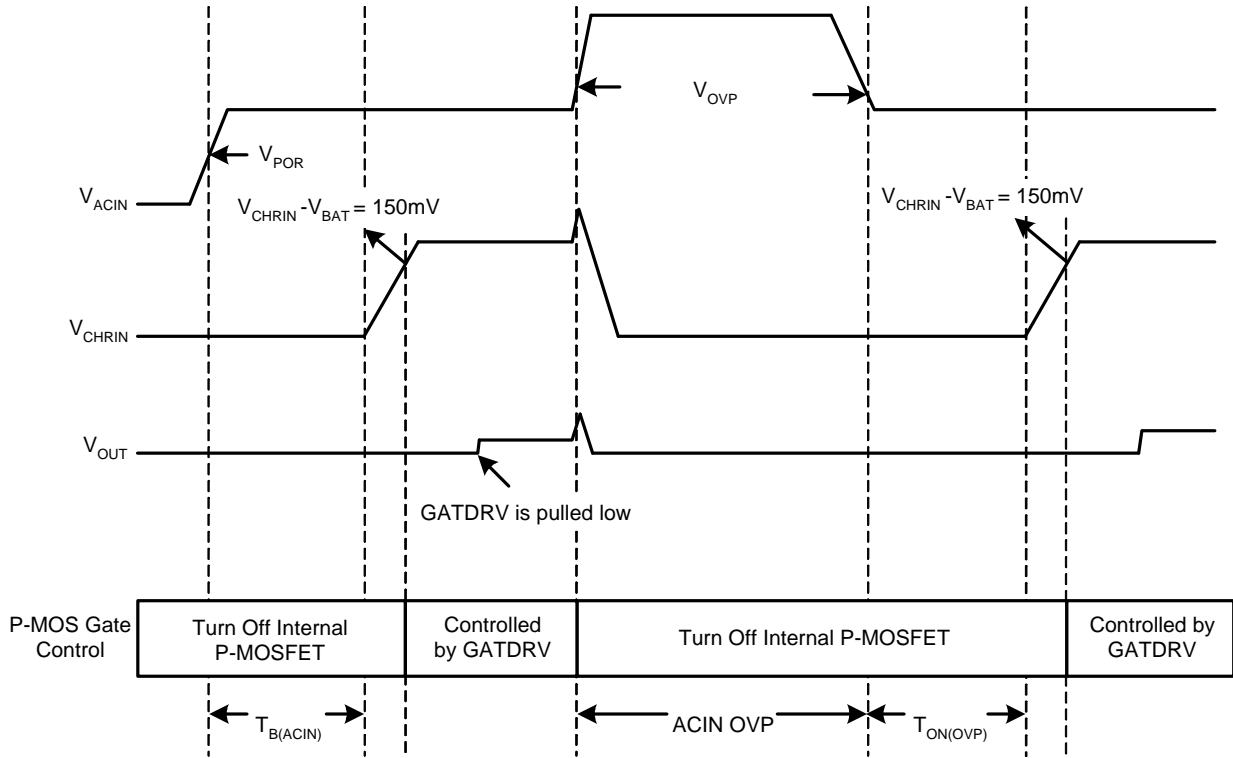 V_OVP
V_POR
V_ACIN
V_CHRIN -V_BAT = 150mV
V_CHRIN -V_BAT = 150mV
V_CHRIN
V_OUT
GATDRV is pulled low
P-MOS Gate
Control
Turn Off Internal
P-MOSFET
Controlled
by GATDRV
Turn Off Internal P-MOSFET
Controlled by
GATDRV
T_B(ACIN)
ACIN OVP
T_ON(OVP)